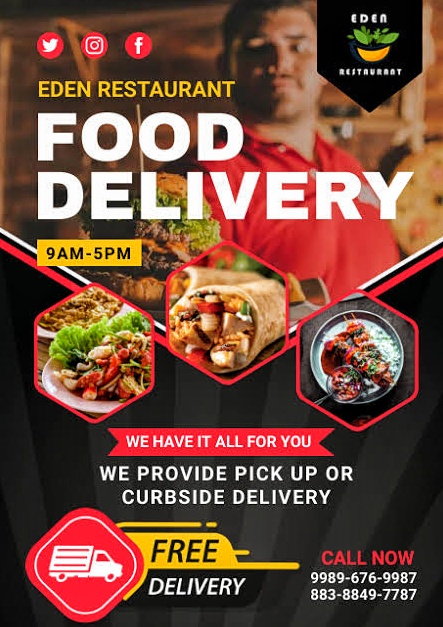 EDEN
RESTAURANT
EDEN RESTAURANT
FOOD
DELIVERY
9AM-5PM
WE HAVE IT ALL FOR YOU
WE PROVIDE PICK UP OR
CURBSIDE DELIVERY
FREE
DELIVERY
CALL NOW
9989-676-9987
883-8849-7787